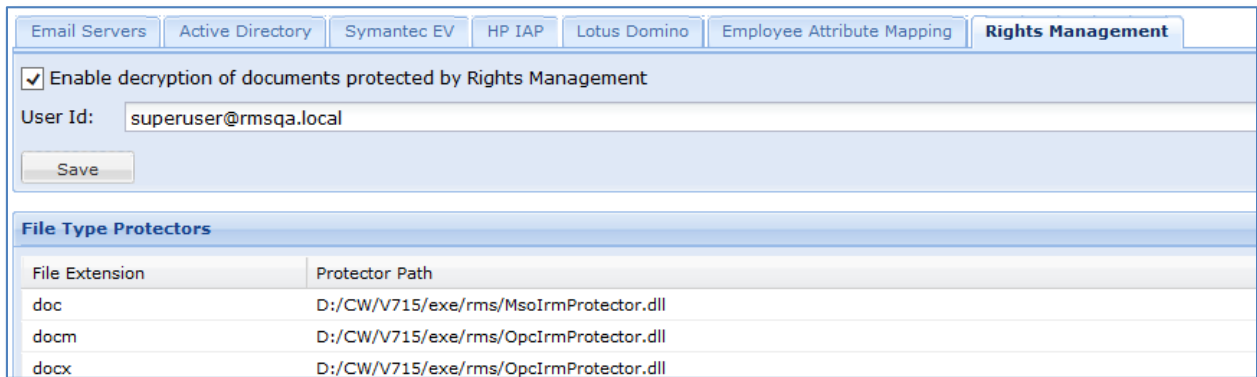 Email Servers Active Directory Symantec EV HP IAP Lotus Domino Employee Attribute Mapping Rights Management
Enable decryption of documents protected by Rights Management
User Id: superuser@rmsqa.local
Save
File Type Protectors
File Extension Protector Path
doc D:/CW/V715/exe/rms/MsoIrmProtector.dll
docm D:/CW/V715/exe/rms/OpcIrmProtector.dll
docx D:/CW/V715/exe/rms/OpcIrmProtector.dll